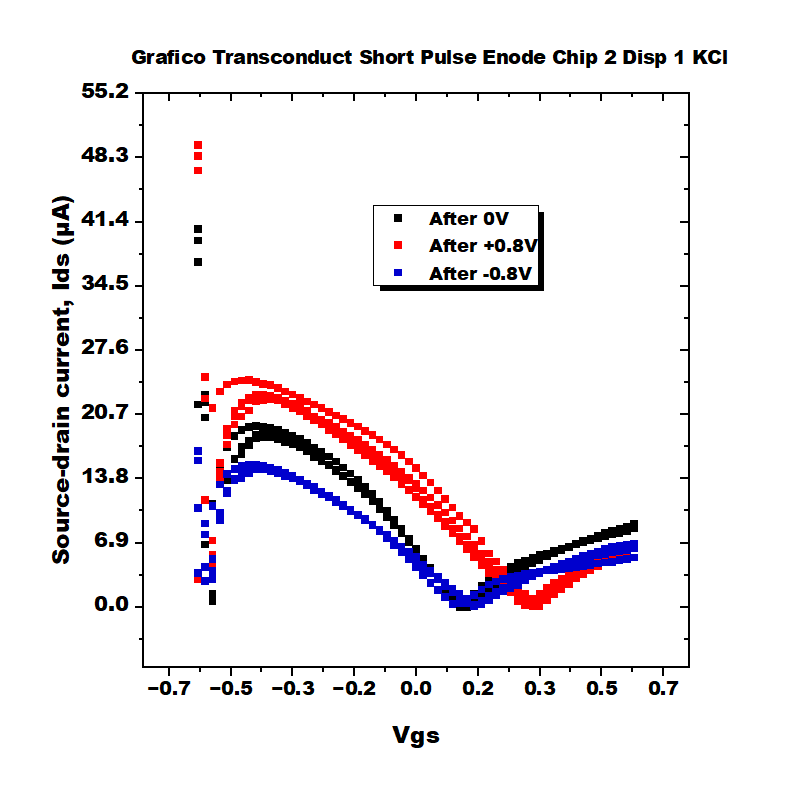 Grafico Transconduct Short Pulse Enode Chip 2 Disp 1 KCl
55.2
48.3
41.4
34.5
27.6
20.7
13.8
6.9
0.0
Source-drain current, Ids (µA)
After 0V
After +0.8V
After -0.8V
−0.7 −0.5 −0.3 −0.2 0.0 0.2 0.3 0.5 0.7
Vgs